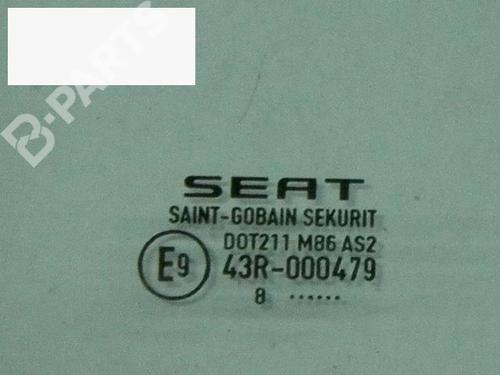 B-PARTS
SEAT
SAINT-GOBAIN SEKURIT
DOT211 M86 AS2
E9 43R-000479
8 ......